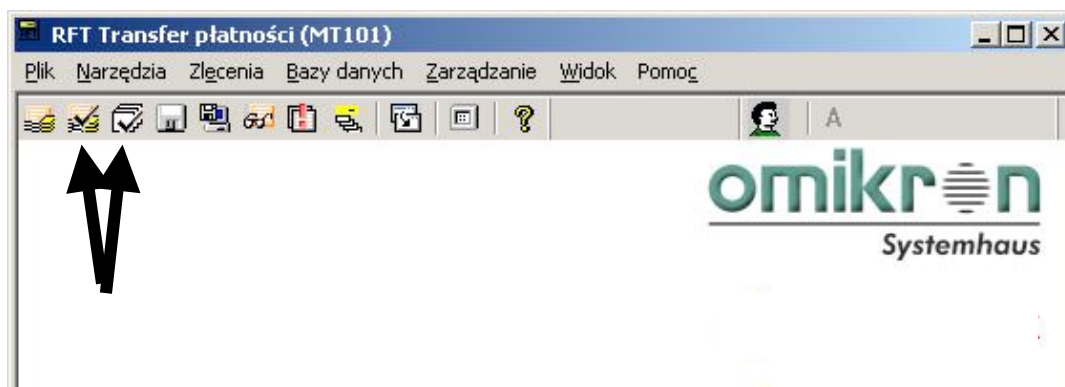 RFT Transfer płatności (MT101)
Plik Narzędzia Zlecenia Bazy danych Zarządzanie Widok Pomoc
A
omikron
Systemhaus